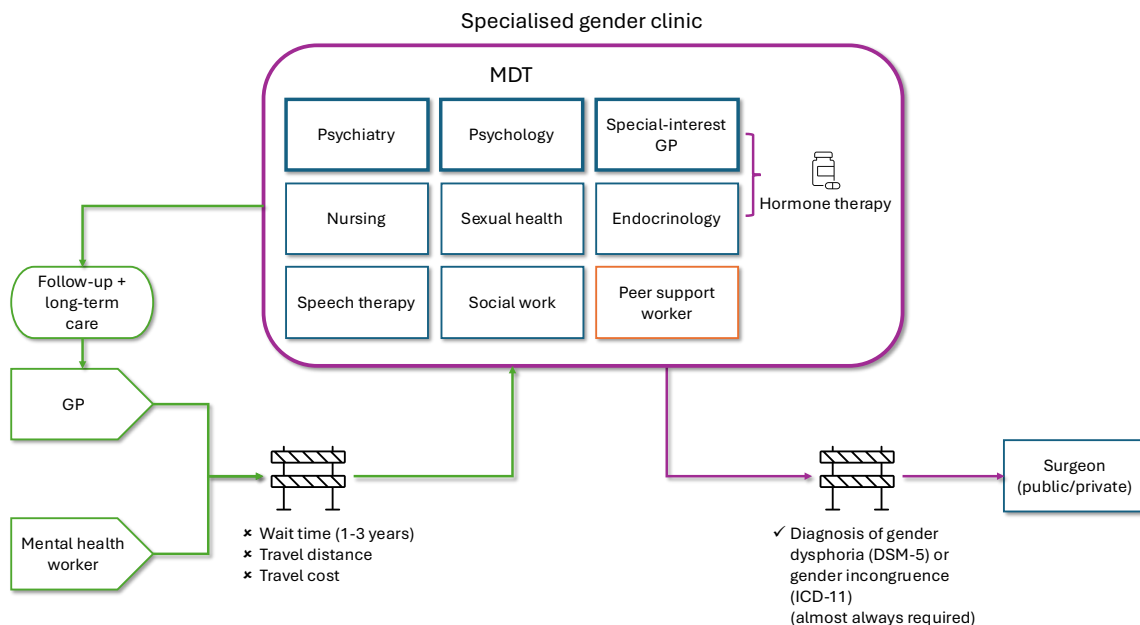 Specialised gender clinic
MDT
Psychiatry
Psychology
Special-interest
GP
Nursing
Sexual health
Endocrinology
Hormone therapy
Speech therapy
Social work
Peer support
worker
Follow-up +
long-term
care
GP
Mental health
worker
× Wait time (1-3 years)
× Travel distance
× Travel cost
✓ Diagnosis of gender
dysphoria (DSM-5) or
gender incongruence
(ICD-11)
(almost always required)
Surgeon
(public/private)